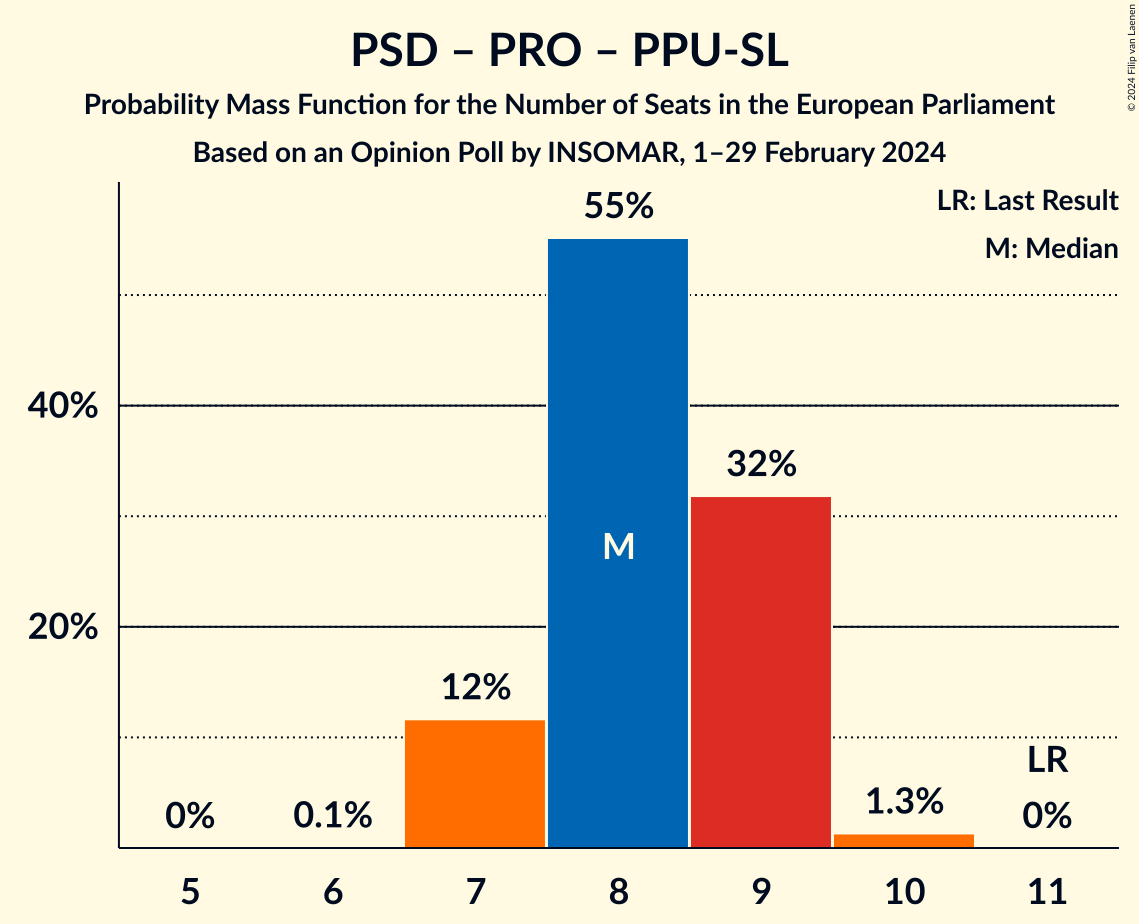 PSD – PRO – PPU-SL
Probability Mass Function for the Number of Seats in the European Parliament
Based on an Opinion Poll by INSOMAR, 1–29 February 2024
© 2024 Filip van Laenen
LR: Last Result
M: Median
55%
40%
32%
M
20%
12%
LR
0%
0.1%
1.3%
0%
5
6
7
8
9
10
11